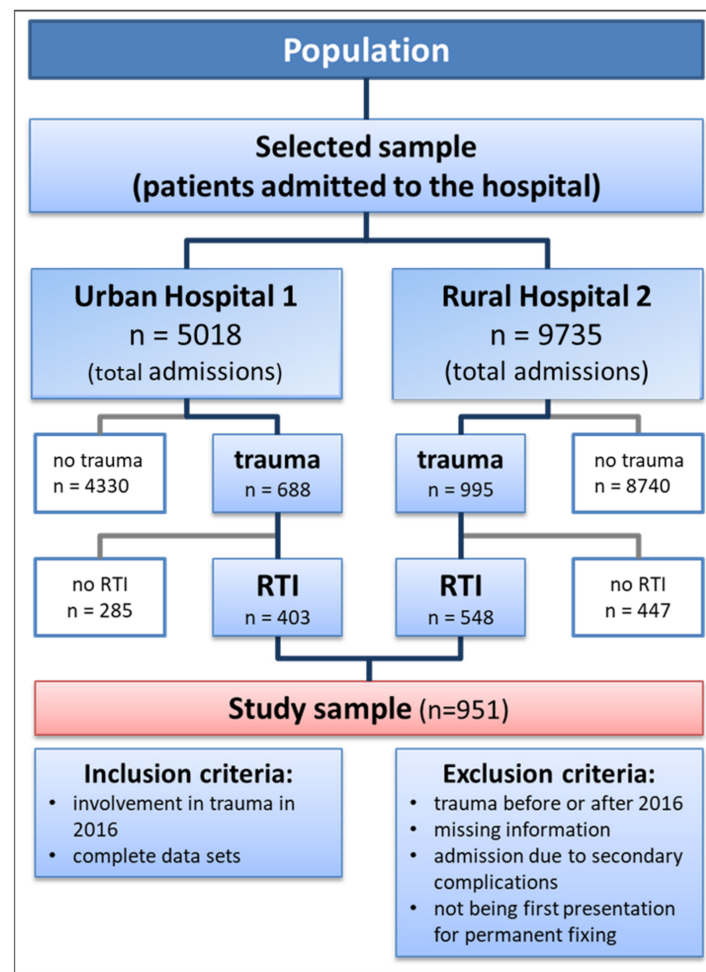 Population
Selected sample
(patients admitted to the hospital)
Urban Hospital 1
n = 5018
(total admissions)
Rural Hospital 2
n = 9735
(total admissions)
no trauma
n = 4330
trauma
n = 688
trauma
n = 995
no trauma
n = 8740
no RTI
n = 285
RTI
n = 403
RTI
n = 548
no RTI
n = 447
Study sample (n=951)
Inclusion criteria:
• involvement in trauma in
2016
• complete data sets
Exclusion criteria:
• trauma before or after 2016
• missing information
• admission due to secondary
complications
• not being first presentation
for permanent fixing